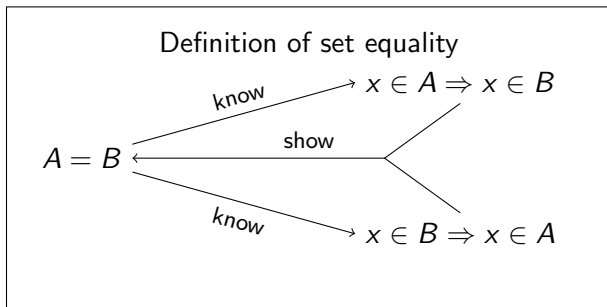 Definition of set equality
know
x ∈ A ⇒ x ∈ B
show
A = B
know
x ∈ B ⇒ x ∈ A